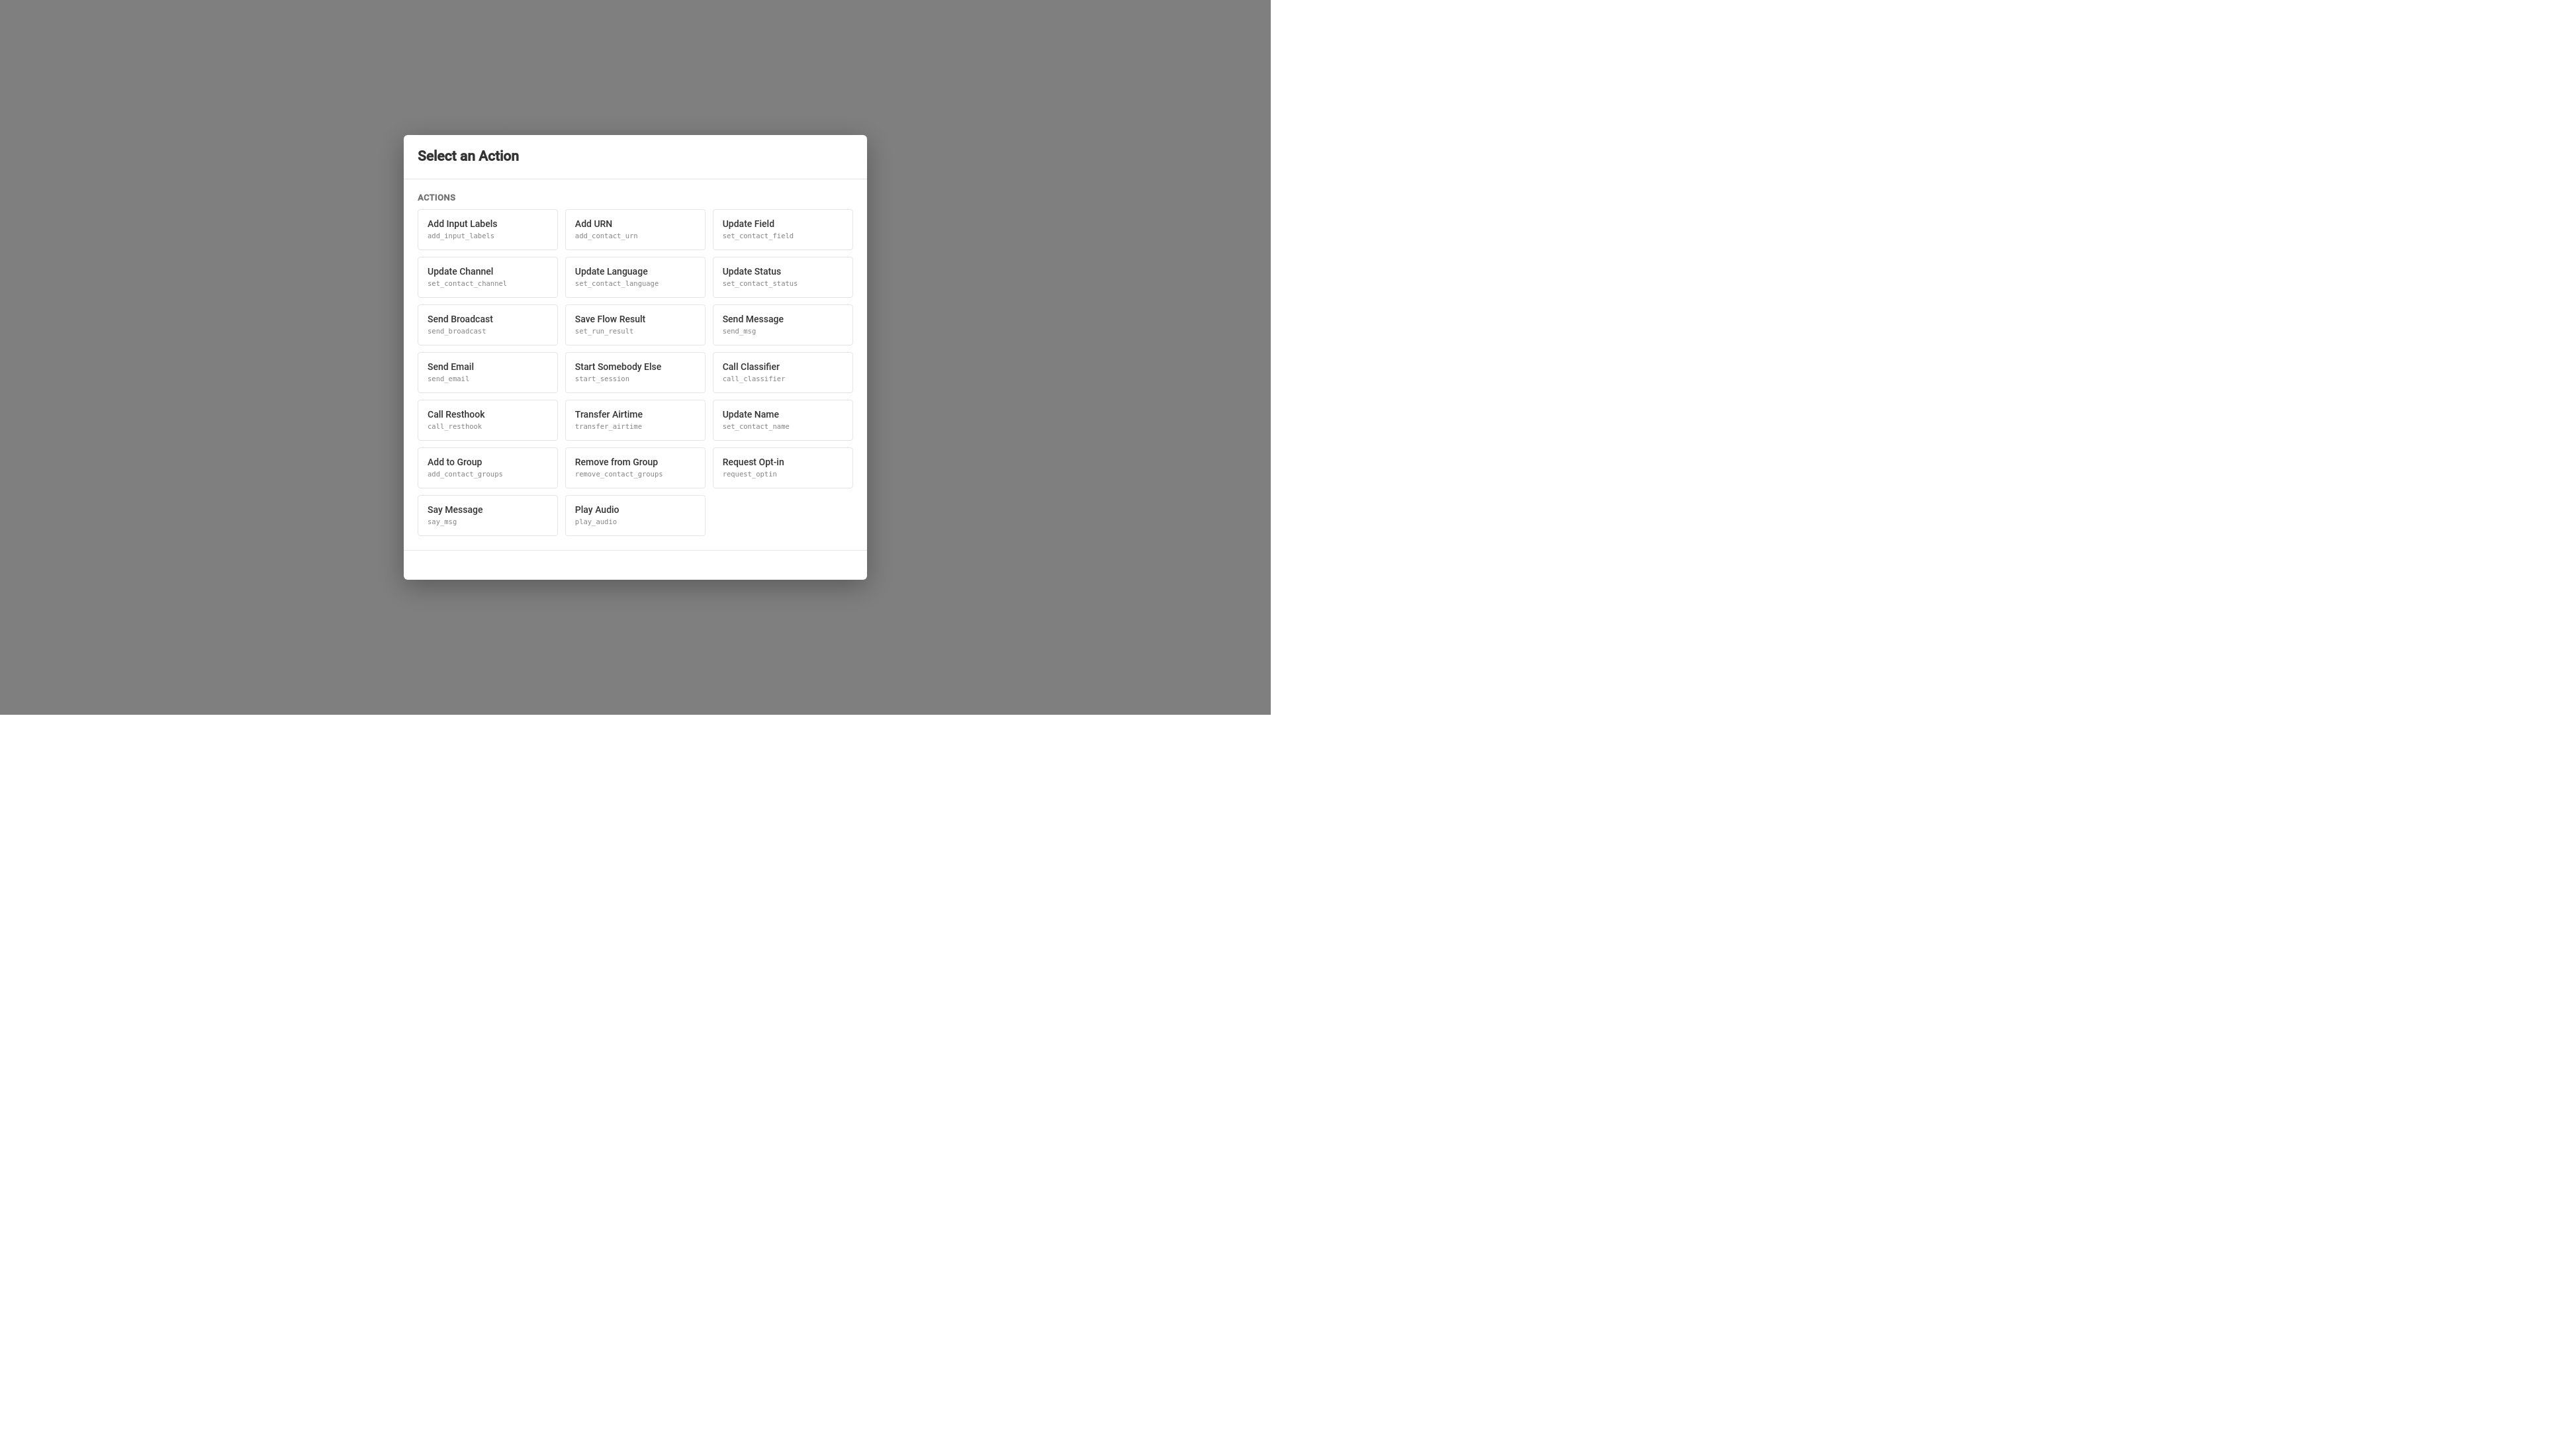 Select an Action
ACTIONS
Add Input Labels
add_input_labels
Add URN
add_contact_urn
Update Field
set_contact_field
Update Channel
set_contact_channel
Update Language
set_contact_language
Update Status
set_contact_status
Send Broadcast
send_broadcast
Save Flow Result
set_run_result
Send Message
send_msg
Send Email
send_email
Start Somebody Else
start_session
Call Classifier
call_classifier
Call Resthook
call_resthook
Transfer Airtime
transfer_airtime
Update Name
set_contact_name
Add to Group
add_contact_groups
Remove from Group
remove_contact_groups
Request Opt-in
request_optin
Say Message
say_msg
Play Audio
play_audio